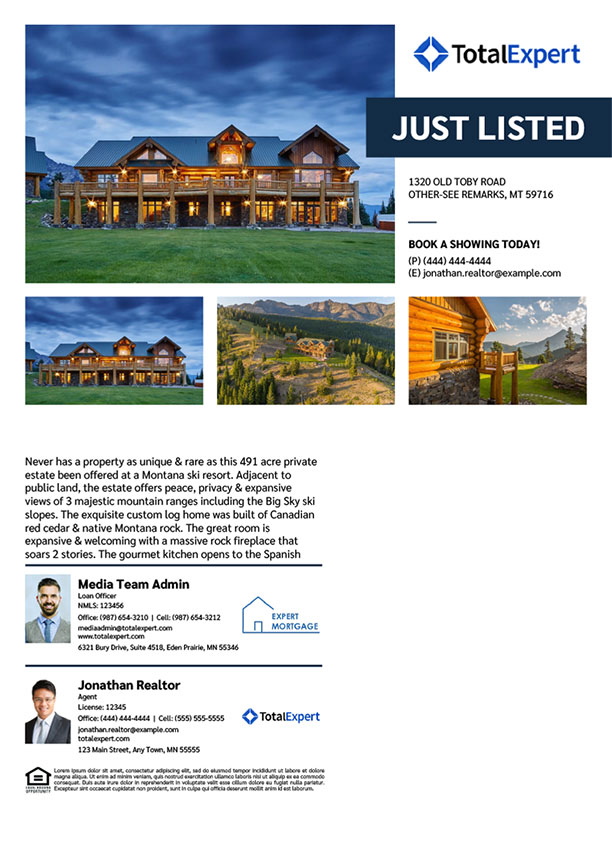 TotalExpert
JUST LISTED
1320 OLD TOBY ROAD
OTHER-SEE REMARKS, MT 59716
BOOK A SHOWING TODAY!
(P) (444) 444-4444
(E) jonathan.realtor@example.com
Never has a property as unique & rare as this 491 acre private
estate been offered at a Montana ski resort. Adjacent to
public land, the estate offers peace, privacy & expansive
views of 3 majestic mountain ranges including the Big Sky ski
slopes. The exquisite custom log home was built of Canadian
red cedar & native Montana rock. The great room is
expansive & welcoming with a massive rock fireplace that
soars 2 stories. The gourmet kitchen opens to the Spanish
Media Team Admin
Loan Officer
NMLS: 123456
Office: (987) 654-3210 | Cell: (987) 654-3212
mediaadmin@totalexpert.com
www.totalexpert.com
6321 Bury Drive, Suite 4518, Eden Prairie, MN 55346
EXPERT
MORTGAGE
Jonathan Realtor
Agent
License: 12345
Office: (444) 444-4444 | Cell: (555) 555-5555
jonathan.realtor@example.com
totalexpert.com
123 Main Street, Any Town, MN 55555
TotalExpert
EQUAL HOUSING
OPPORTUNITY
Lorem ipsum dolor sit amet, consectetur adipiscing elit, sed do eiusmod tempor incididunt ut labore et dolore
magna aliqua. Ut enim ad minim veniam, quis nostrud exercitation ullamco laboris nisi ut aliquip ex ea commodo
consequat. Duis aute irure dolor in reprehenderit in voluptate velit esse cillum dolore eu fugiat nulla pariatur.
Excepteur sint occaecat cupidatat non proident, sunt in culpa qui officia deserunt mollit anim id est laborum.